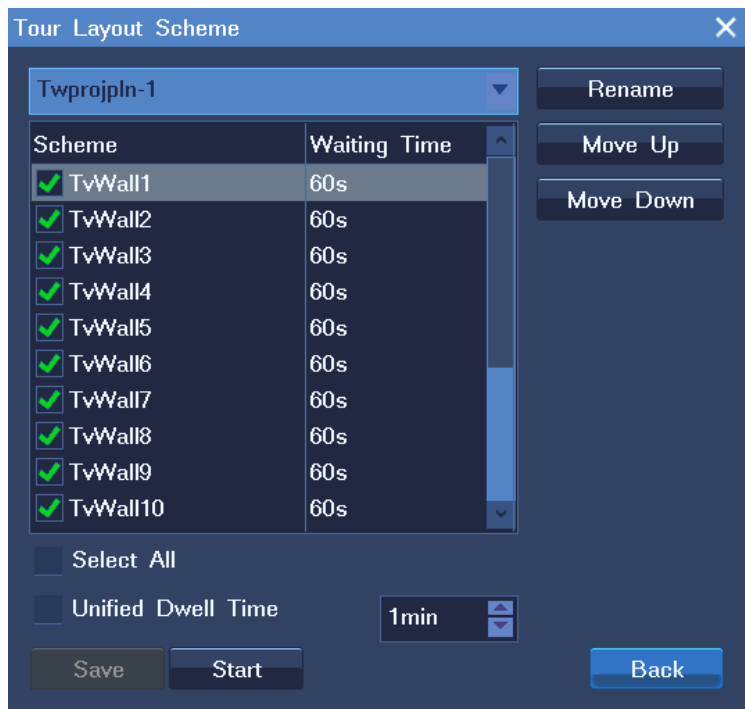 Tour Layout Scheme
Twprojpln-1
Rename
Scheme Waiting Time
Move Up
TvWall1 60s
Move Down
TvWall2 60s
TvWall3 60s
TvWall4 60s
TvWall5 60s
TvWall6 60s
TvWall7 60s
TvWall8 60s
TvWall9 60s
TvWall10 60s
Select All
Unified Dwell Time 1min
Save Start Back